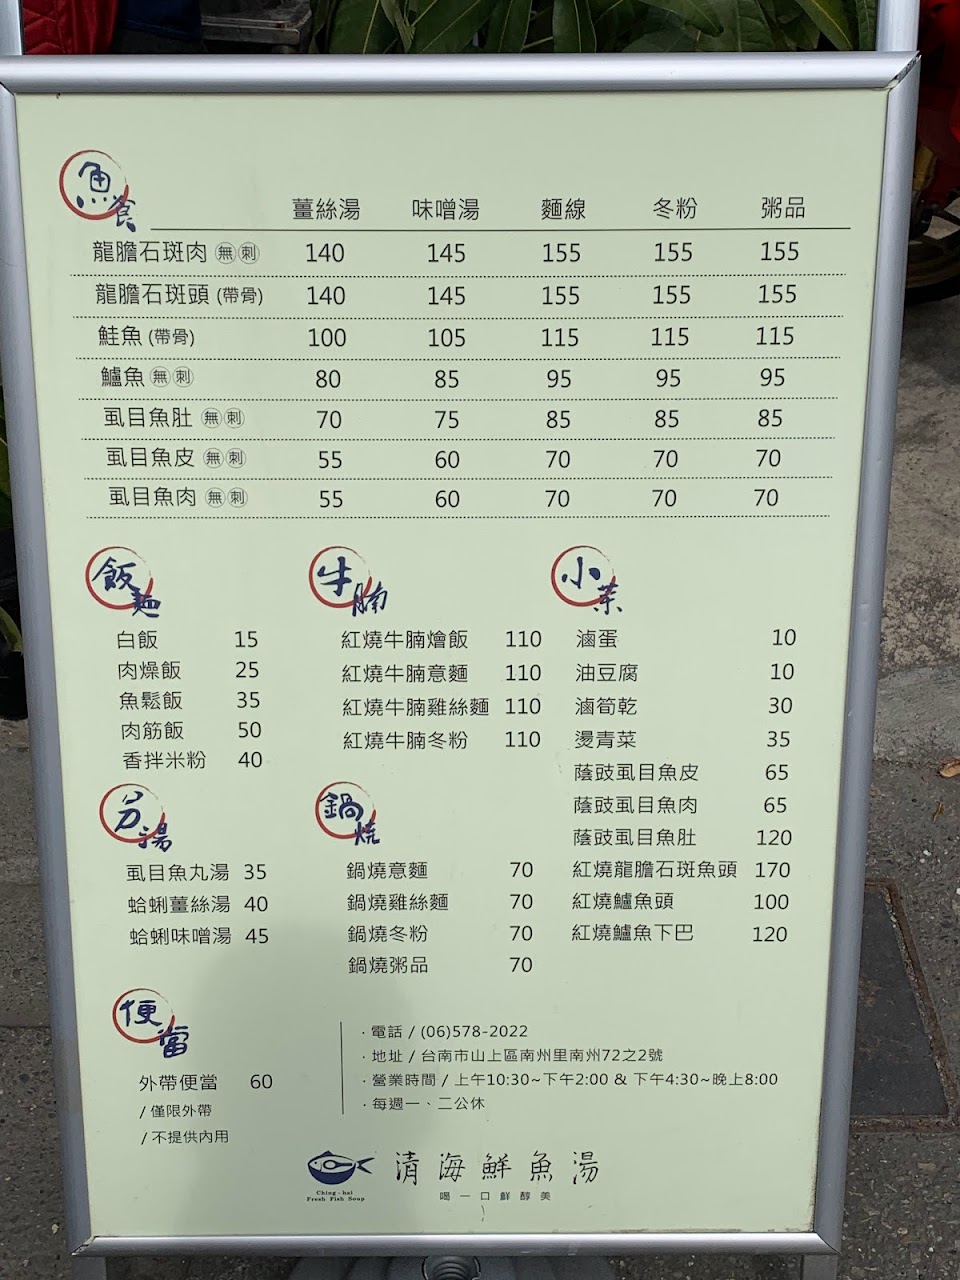 魚食
薑絲湯 味噌湯 麵線 冬粉 粥品
龍膽石斑肉 無刺 140 145 155 155 155
龍膽石斑頭 (帶骨) 140 145 155 155 155
鮭魚 (帶骨) 100 105 115 115 115
鱸魚 無刺 80 85 95 95 95
虱目魚肚 無刺 70 75 85 85 85
虱目魚皮 無刺 55 60 70 70 70
虱目魚肉 無刺 55 60 70 70 70
飯麵
白飯 15
肉燥飯 25
魚鬆飯 35
肉筋飯 50
香拌米粉 40
牛腩
紅燒牛腩燴飯 110
紅燒牛腩意麵 110
紅燒牛腩雞絲麵 110
紅燒牛腩冬粉 110
小菜
滷蛋 10
油豆腐 10
滷筍乾 30
燙青菜 35
蔭豉虱目魚皮 65
蔭豉虱目魚肉 65
蔭豉虱目魚肚 120
紅燒龍膽石斑魚頭 170
紅燒鱸魚頭 100
紅燒鱸魚下巴 120
另湯
虱目魚丸湯 35
蛤蜊薑絲湯 40
蛤蜊味噌湯 45
鍋燒
鍋燒意麵 70
鍋燒雞絲麵 70
鍋燒冬粉 70
鍋燒粥品 70
便當
外帶便當 60
/ 僅限外帶
/ 不提供內用
· 電話 / (06)578-2022
· 地址 / 台南市山上區南州里南州72之2號
· 營業時間 / 上午10:30~下午2:00 & 下午4:30~晚上8:00
· 每週一、二公休
Ching - hai
Fresh Fish Soup
清海鮮魚湯
喝一口鮮醇美